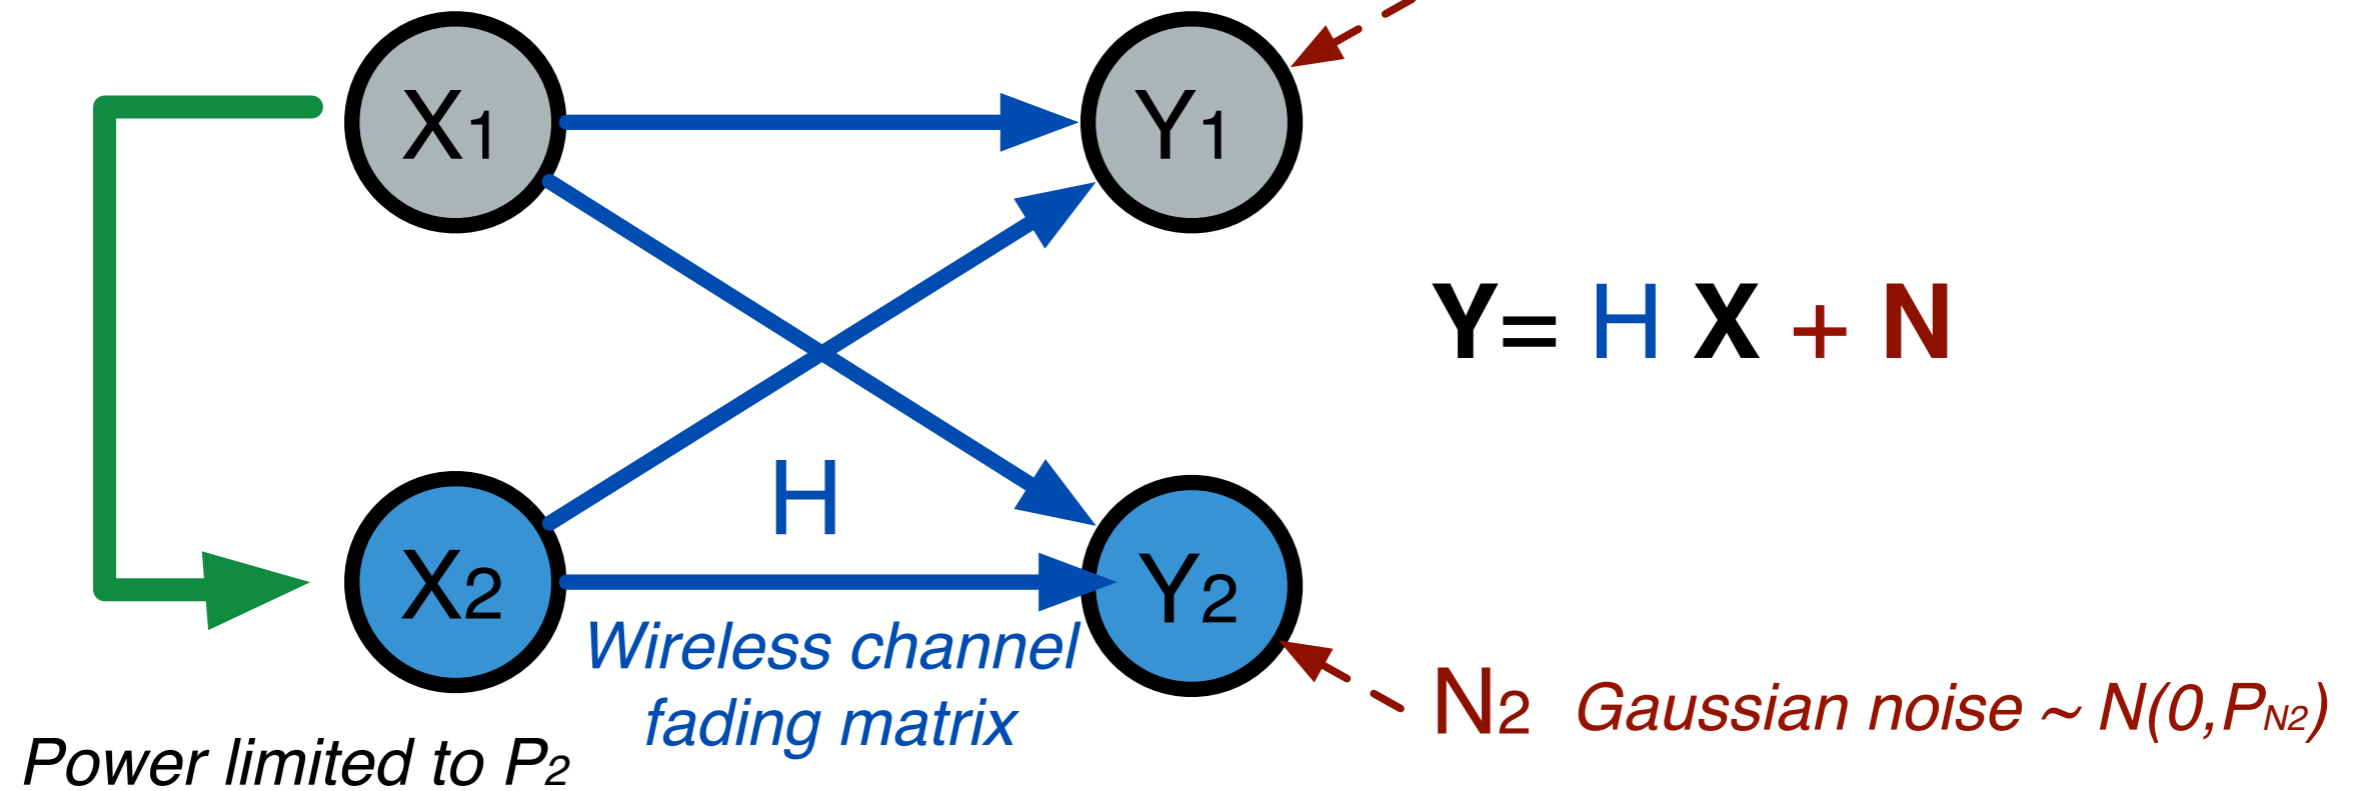 X1
Y1
Y= H X + N
H
X2
Y2
Wireless channel
fading matrix
N2 Gaussian noise ~ N(0,PN2)
Power limited to P2